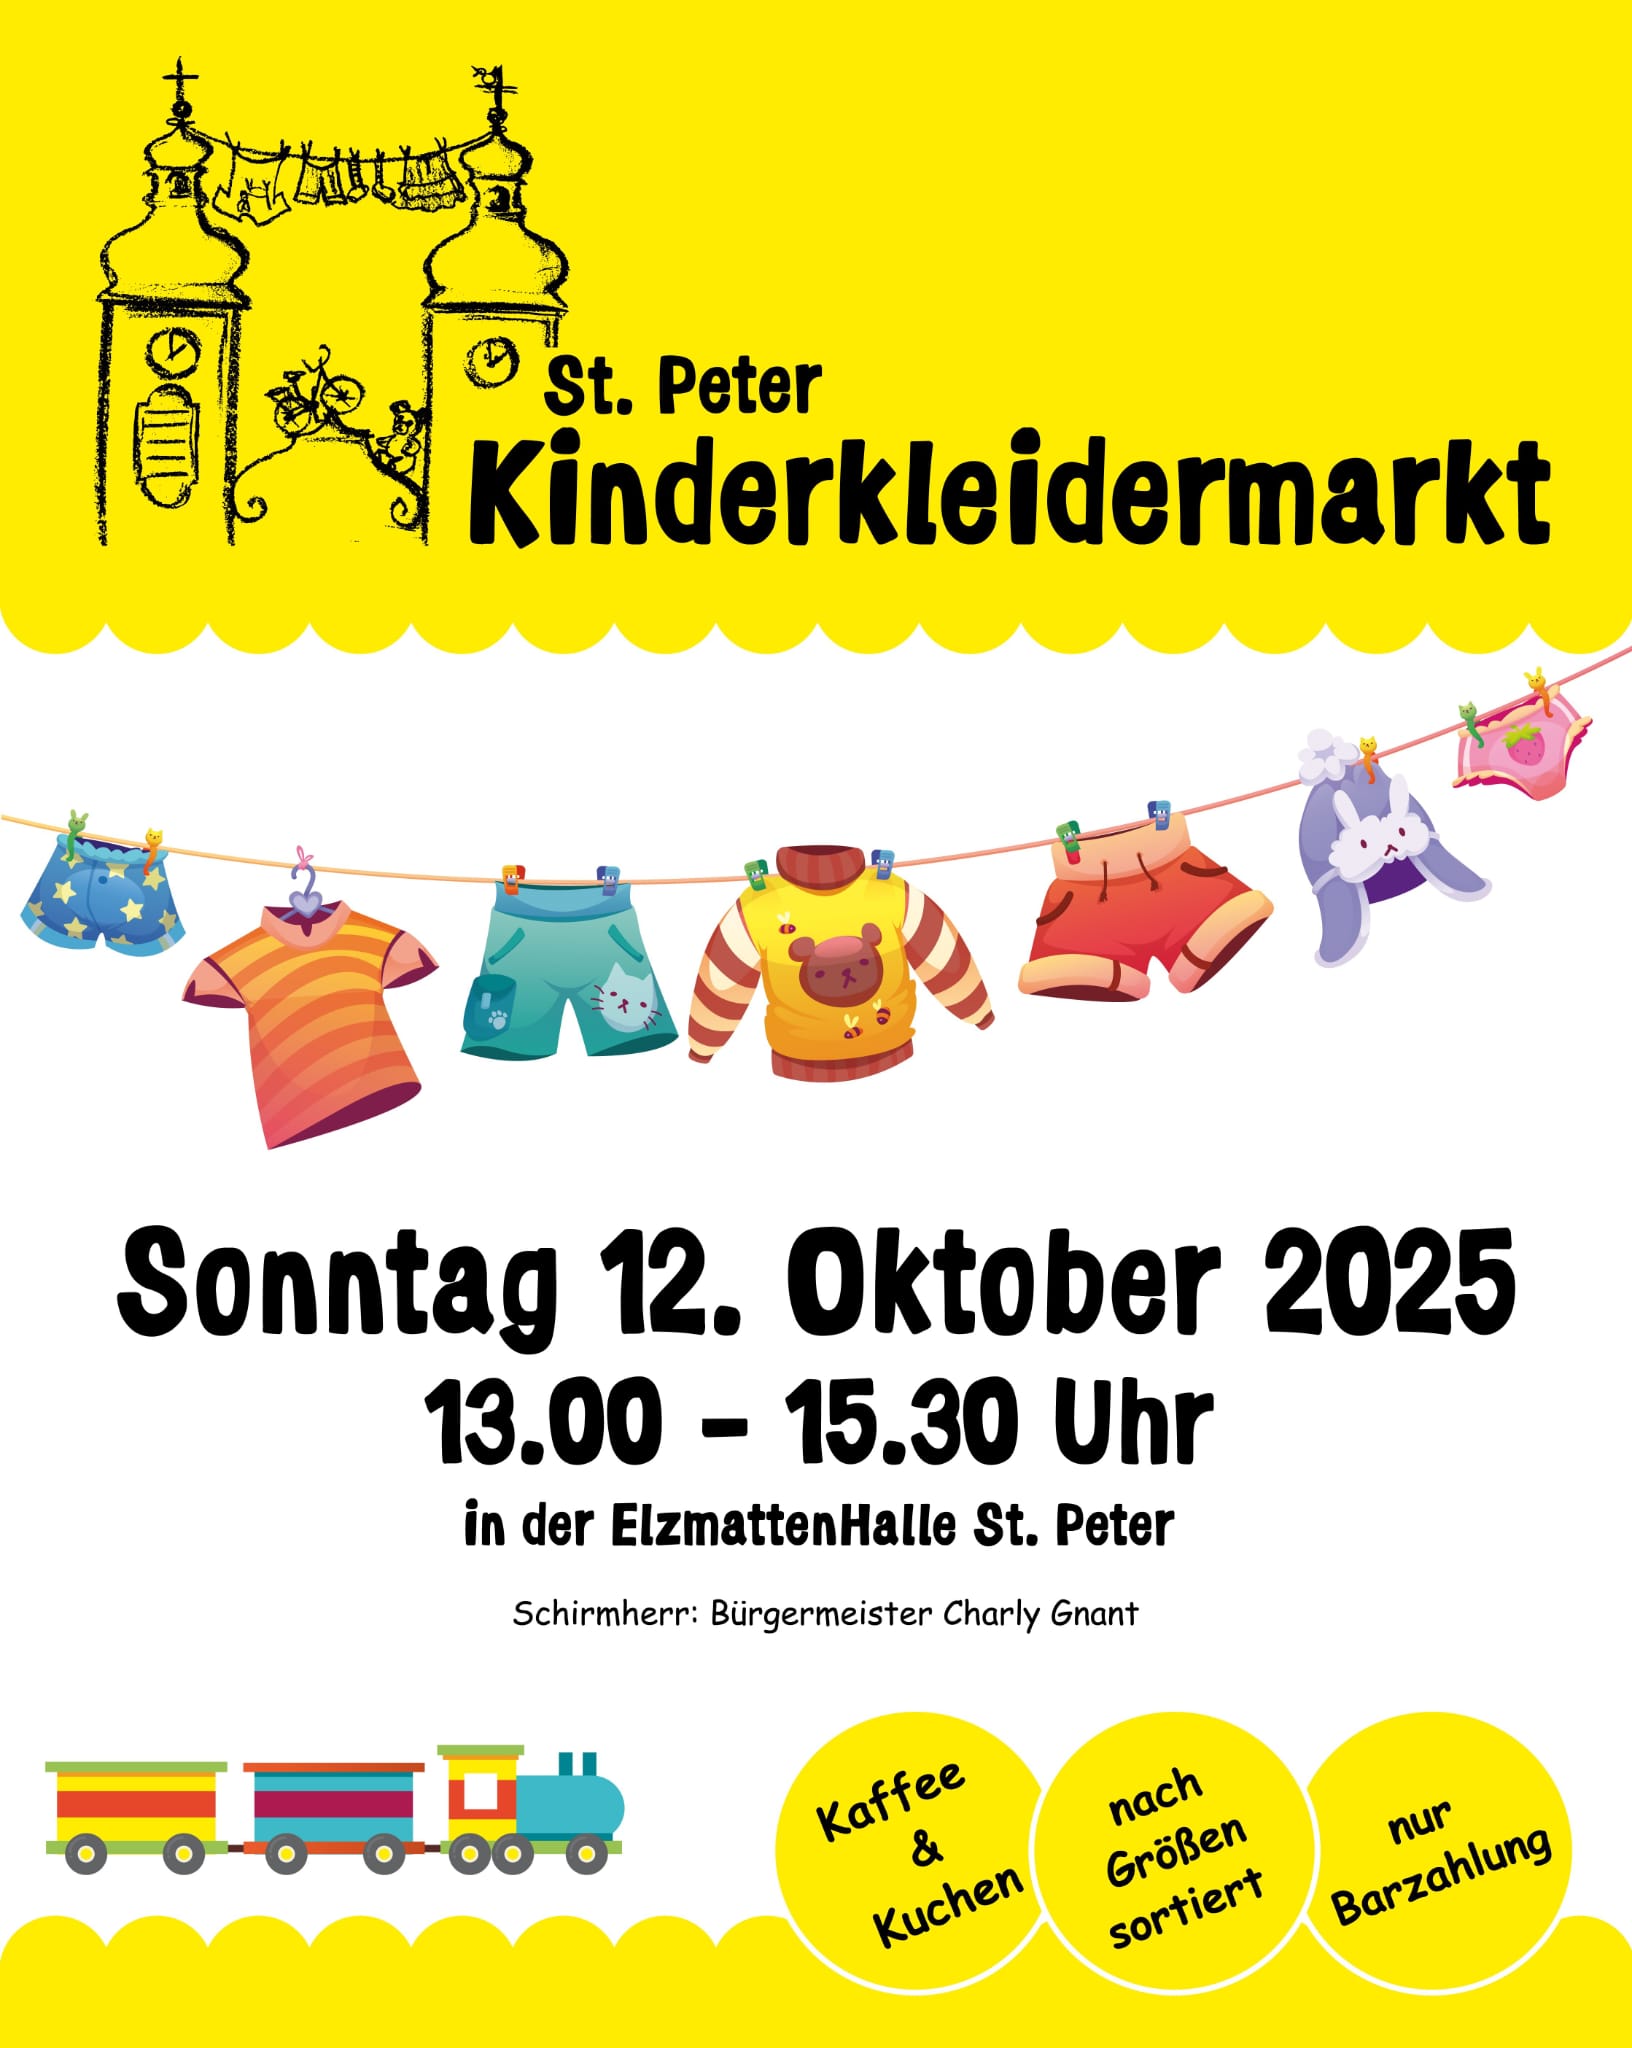 St. Peter
Kinderkleidermarkt
Sonntag 12. Oktober 2025
13.00 - 15.30 Uhr
in der ElzmattenHalle St. Peter
Schirmherr: Bürgermeister Charly Gnant
Kaffee
&
Kuchen
nach
Größen
sortiert
nur
Barzahlung